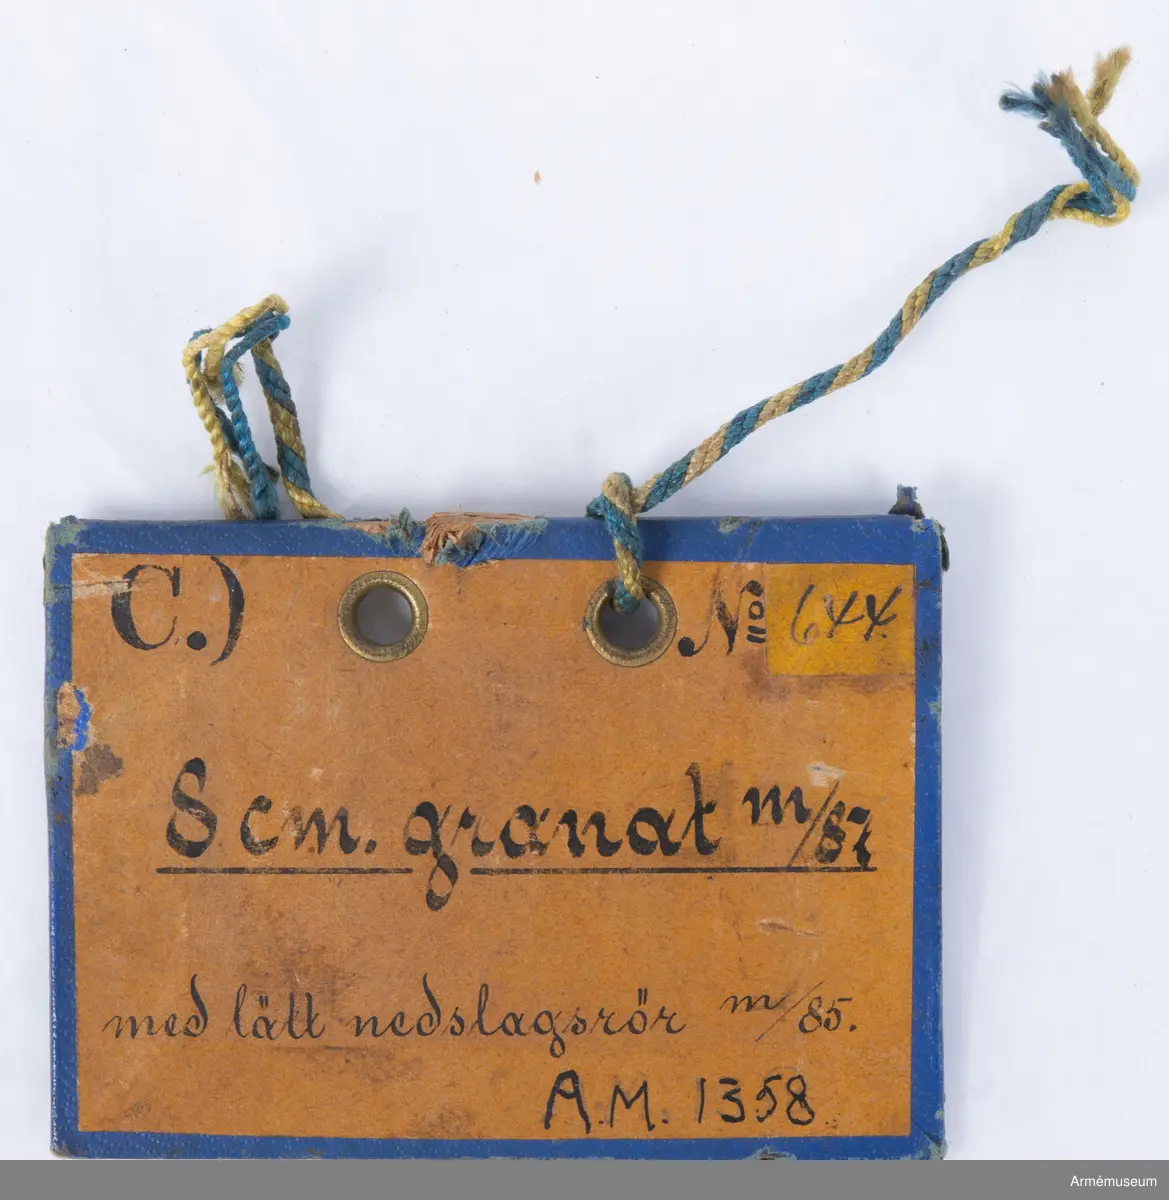 C.) No 644.
8 cm. granat m/87
med lätt nedslagsrör m/85.
A.M. 1358
Armémuseum